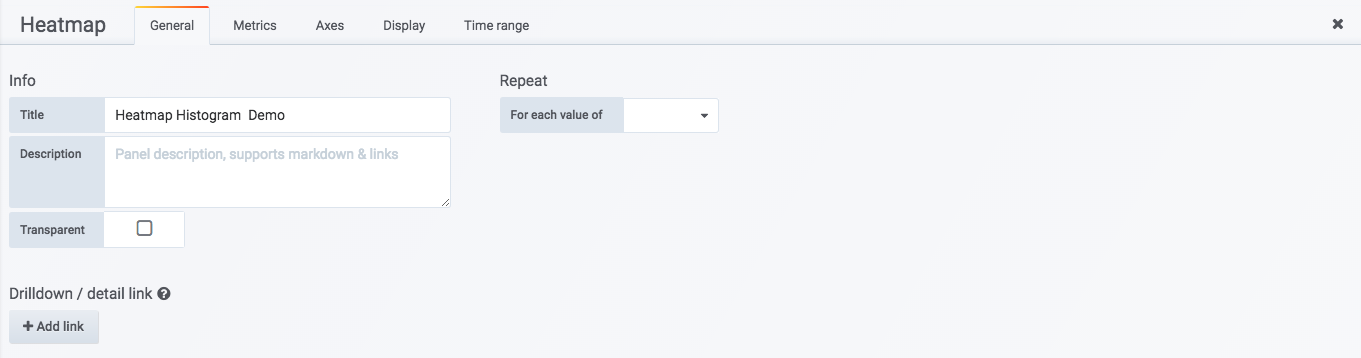 Heatmap General Metrics Axes Display Time range
Info
Title Heatmap Histogram  Demo
Description Panel description, supports markdown & links
Transparent
Repeat
For each value of
Drilldown / detail link
Add link